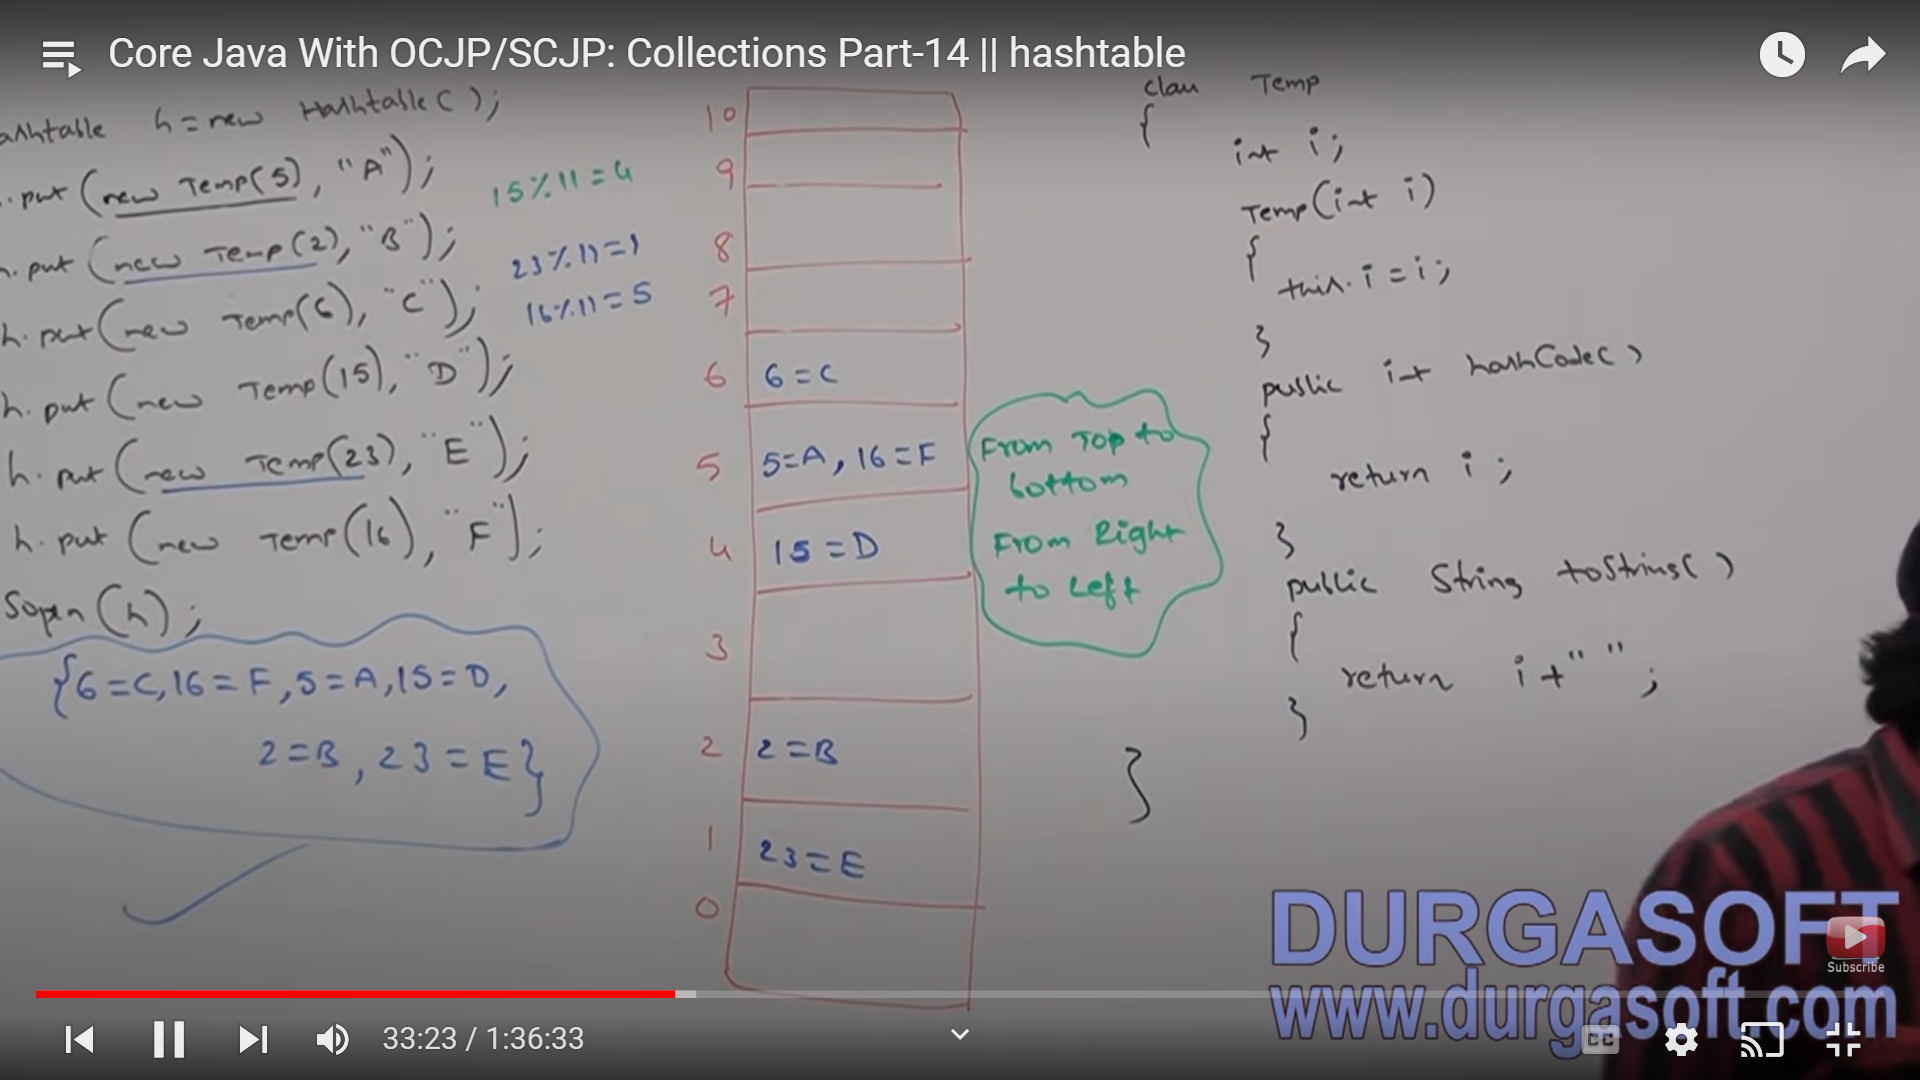 Core Java With OCJP/SCJP: Collections Part-14 || hashtable
ashtable h = new Hashtable( );
.put (new Temp(5), "A");
h.put (new Temp(2), "B");
h.put (new Temp(6), "C");
h.put (new Temp(15), "D");
h.put (new Temp(23), "E");
h.put (new Temp(16), "F");
Sopln (h);
{6=C, 16=F, 5=A, 15=D,
2=B, 23=E}
15%11=4
23%11=1
16%11=5
10
9
8
7
6 6=C
5 5=A, 16=F
4 15=D
3
2 2=B
1 23=E
0
From Top to
bottom
From Right
to Left
class Temp
{
int i;
Temp(int i)
{
this.i=i;
}
public int hashCode( )
{
return i;
}
public String toString( )
{
return i+" ";
}
}
DURGASOFT
www.durgasoft.com
Subscribe
33:23 / 1:36:33
CC